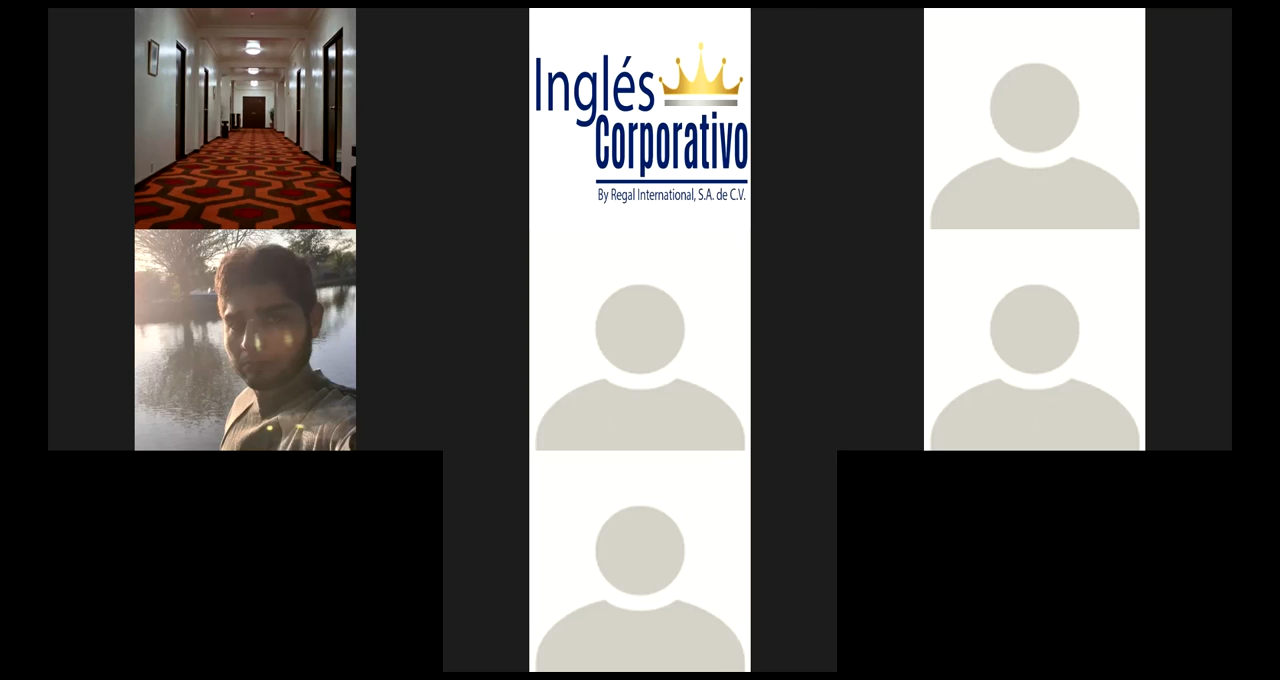 Inglés
Corporativo
By Regal International, S.A. de C.V.